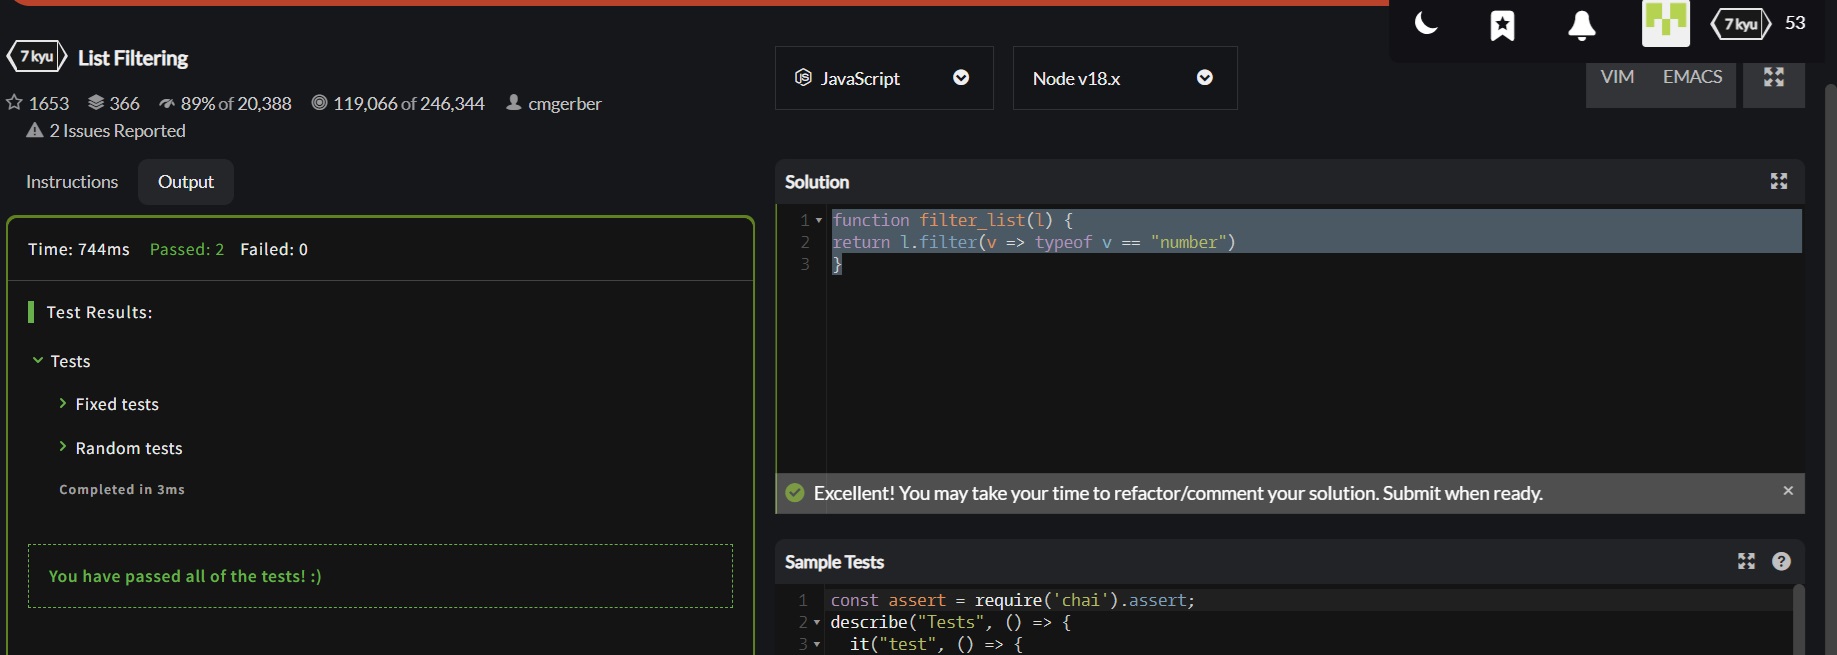 7 kyu List Filtering
1653 366 89% of 20,388 119,066 of 246,344 cmgerber
2 Issues Reported
Instructions Output
Time: 744ms Passed: 2 Failed: 0
Test Results:
Tests
Fixed tests
Random tests
Completed in 3ms
You have passed all of the tests! :)
7 kyu 53
JS JavaScript Node v18.x VIM EMACS
Solution
1 function filter_list(l) {
2 return l.filter(v => typeof v == "number")
3 }
Excellent! You may take your time to refactor/comment your solution. Submit when ready. ×
Sample Tests ?
1 const assert = require('chai').assert;
2 describe("Tests", () => {
3 it("test", () => {